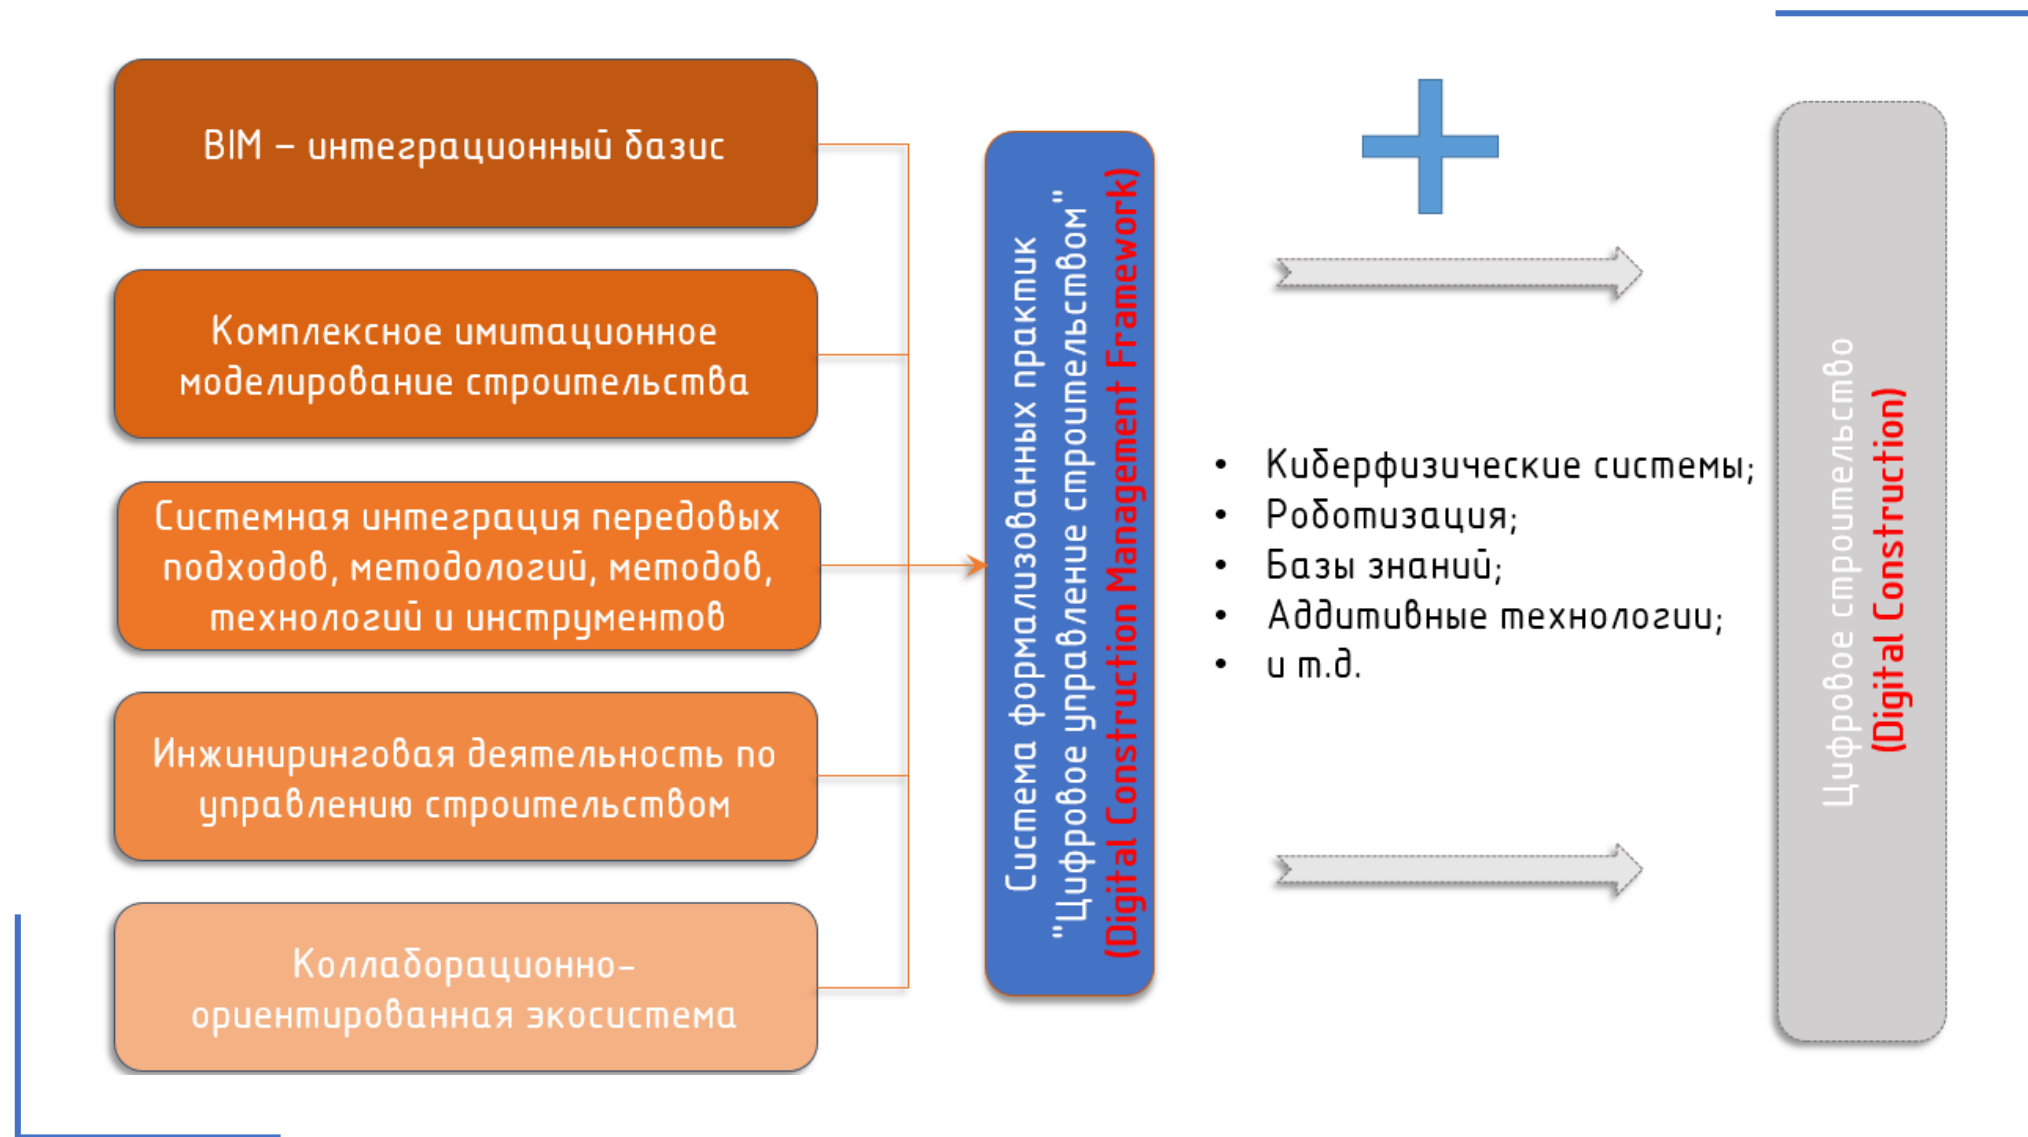 BIM – интеграционный базис
Комплексное имитационное
моделирование строительства
Системная интеграция передовых
подходов, методологий, методов,
технологий и инструментов
Инжиниринговая деятельность по
управлению строительством
Коллаборационно-
ориентированная экосистема
Система формализованных практик
"Цифровое управление строительством"
(Digital Construction Management Framework)
• Киберфизические системы;
• Роботизация;
• Базы знаний;
• Аддитивные технологии;
• и т.д.
Цифровое строительство
(Digital Construction)